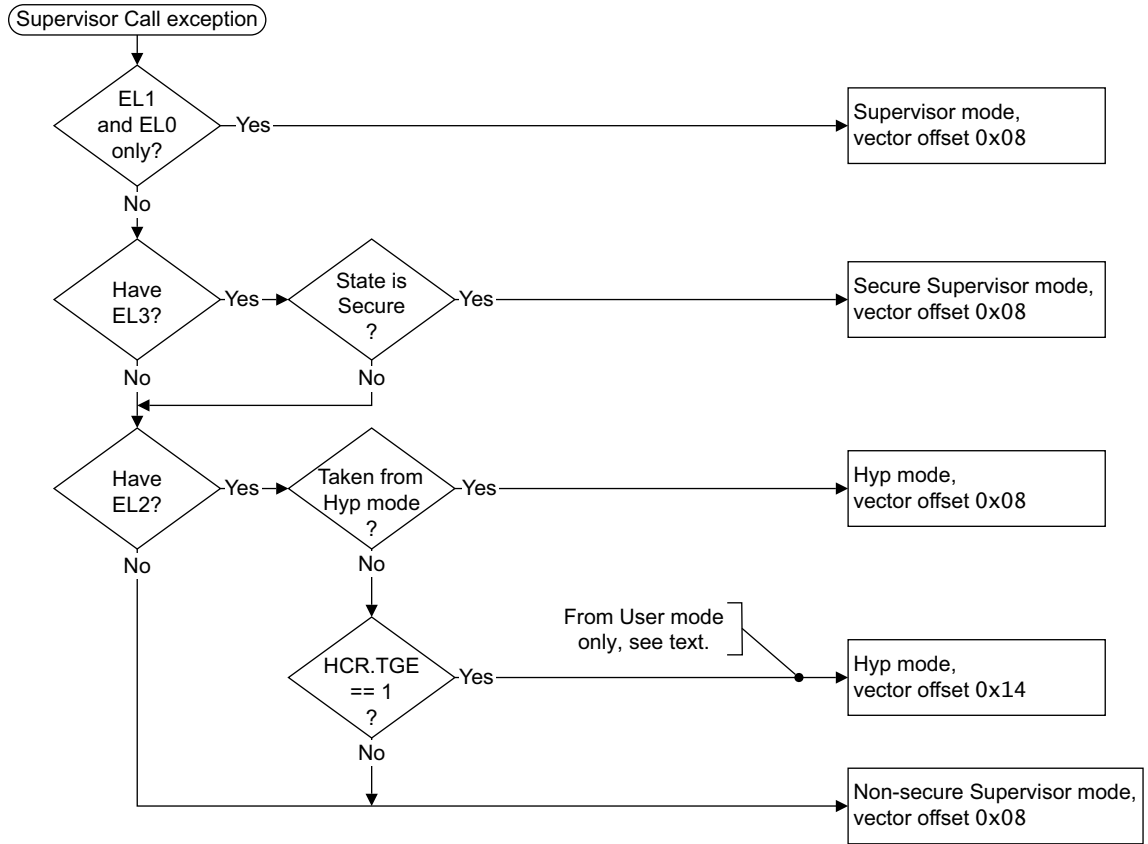 Supervisor Call exception
EL1
and EL0
only?
Yes
Supervisor mode,
vector offset 0x08
No
Have
EL3?
Yes
State is
Secure
?
Yes
Secure Supervisor mode,
vector offset 0x08
No
No
Have
EL2?
Yes
Taken from
Hyp mode
?
Yes
Hyp mode,
vector offset 0x08
No
No
From User mode
only, see text.
HCR.TGE
== 1
?
Yes
Hyp mode,
vector offset 0x14
No
Non-secure Supervisor mode,
vector offset 0x08